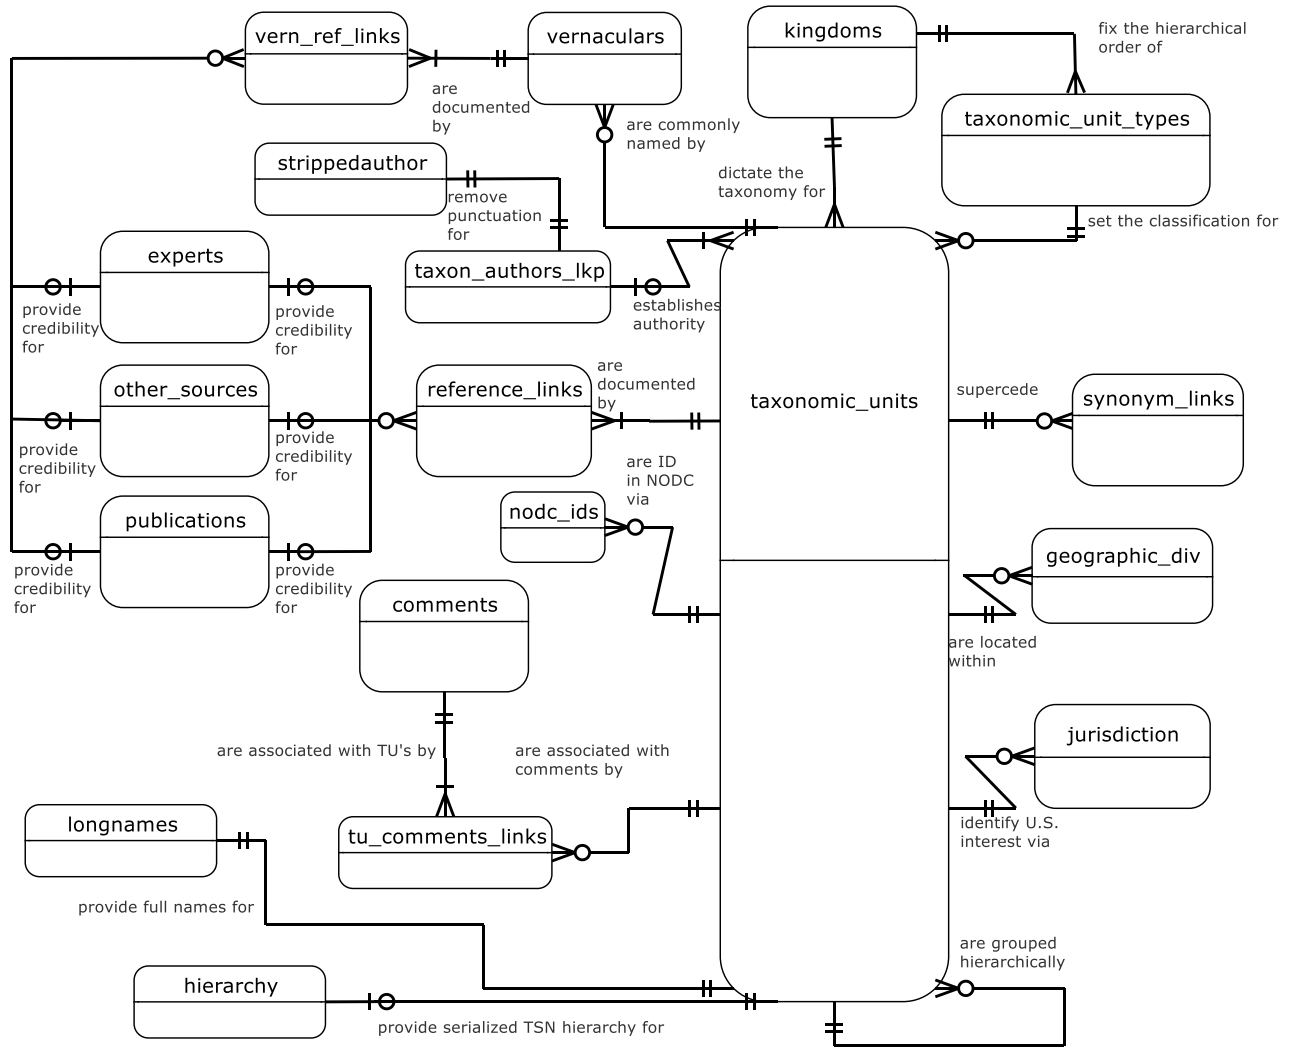 vern_ref_links
vernaculars
kingdoms
fix the hierarchical
order of
are
documented
by
are commonly
named by
taxonomic_unit_types
strippedauthor
dictate the
taxonomy for
remove
punctuation
for
set the classification for
experts
taxon_authors_lkp
provide
credibility
for
provide
credibility
for
establishes
authority
other_sources
reference_links
are
documented
by
taxonomic_units
supercede
synonym_links
provide
credibility
for
provide
credibility
for
are ID
in NODC
via
publications
nodc_ids
geographic_div
provide
credibility
for
provide
credibility
for
comments
are located
within
are associated with TU's by
are associated with
comments by
jurisdiction
longnames
tu_comments_links
identify U.S.
interest via
provide full names for
are grouped
hierarchically
hierarchy
provide serialized TSN hierarchy for